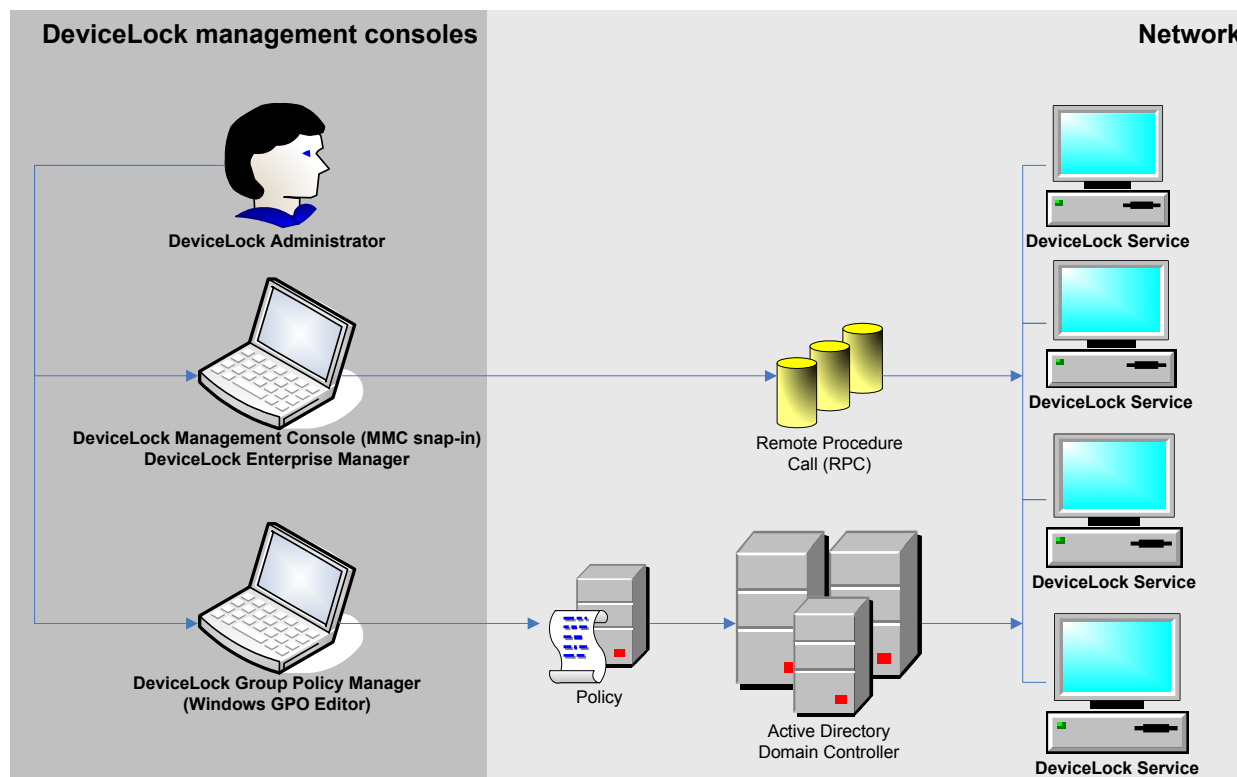 DeviceLock management consoles
Network
DeviceLock Administrator
DeviceLock Service
DeviceLock Management Console (MMC snap-in)
DeviceLock Enterprise Manager
Remote Procedure
Call (RPC)
DeviceLock Service
DeviceLock Service
DeviceLock Group Policy Manager
(Windows GPO Editor)
Policy
Active Directory
Domain Controller
DeviceLock Service